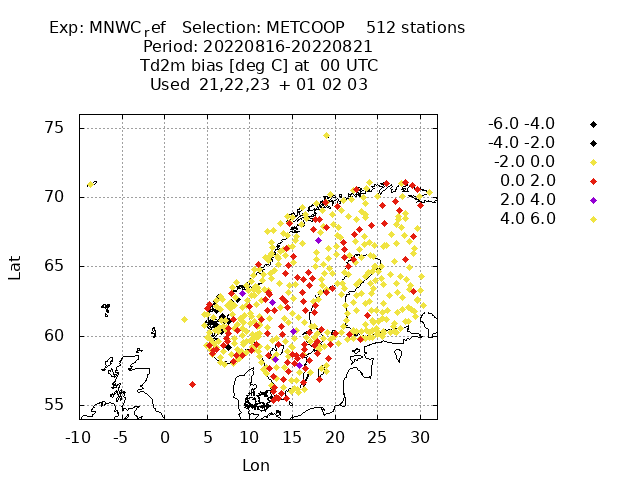 Exp: MNWC_ref Selection: METCOOP 512 stations
Period: 20220816-20220821
Td2m bias [deg C] at 00 UTC
Used 21,22,23 + 01 02 03
-6.0 -4.0
-4.0 -2.0
-2.0 0.0
0.0 2.0
2.0 4.0
4.0 6.0
75
70
65
60
55
Lat
-10 -5 0 5 10 15 20 25 30
Lon